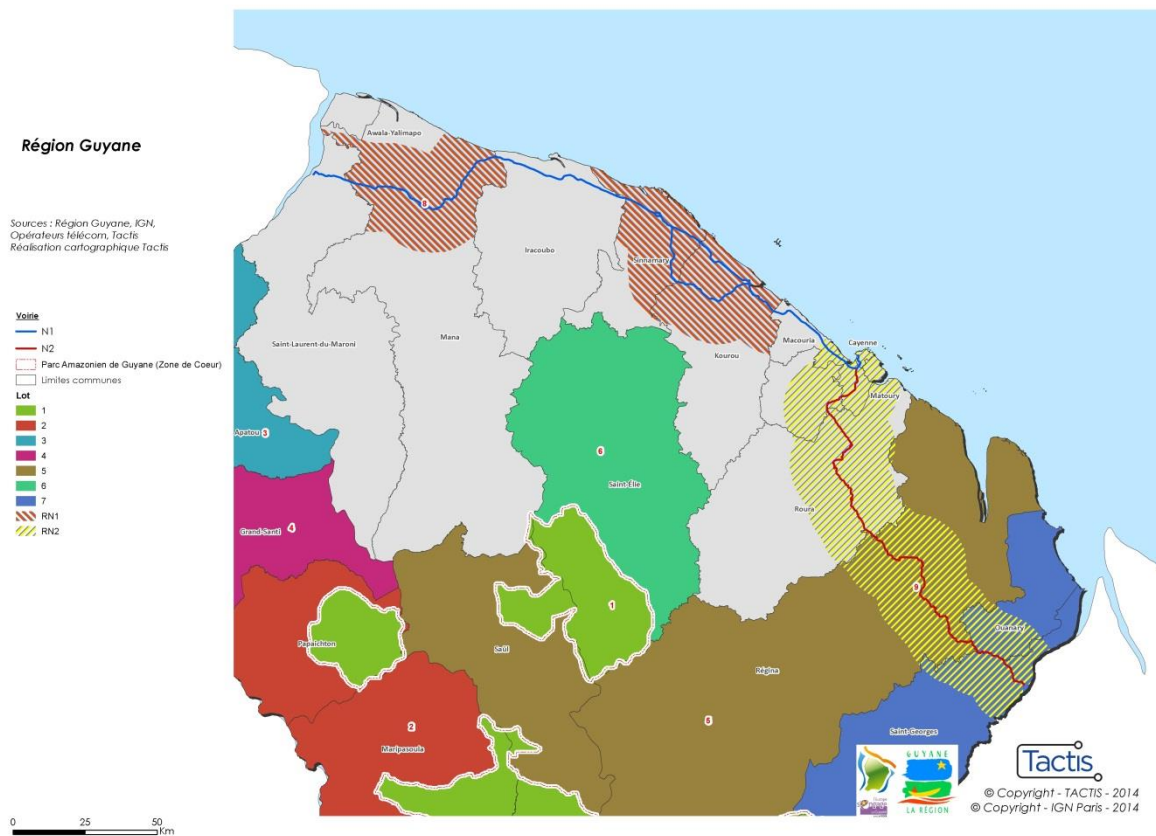 Région Guyane
Sources : Région Guyane, IGN,
Opérateurs télécom, Tactis
Réalisation cartographique Tactis
Voirie
N1
N2
Parc Amazonien de Guyane (Zone de Coeur)
Limites communes
Lot
1
2
3
4
5
6
7
RN1
RN2
0 25 50
Km
Awala-Yalimapo
8
Iracoubo
Sinnamary
Saint-Laurent-du-Maroni
Mana
Kourou
Macouria
Cayenne
Matoury
Apatou 3
6
Saint-Élie
Roura
Grand-Santi 4
9
1
Ouanary
Papaichton
Saül
Régina
2
Maripasoula
5
Saint-Georges
GUYANE
LA RÉGION
Tactis
© Copyright - TACTIS - 2014
© Copyright - IGN Paris - 2014